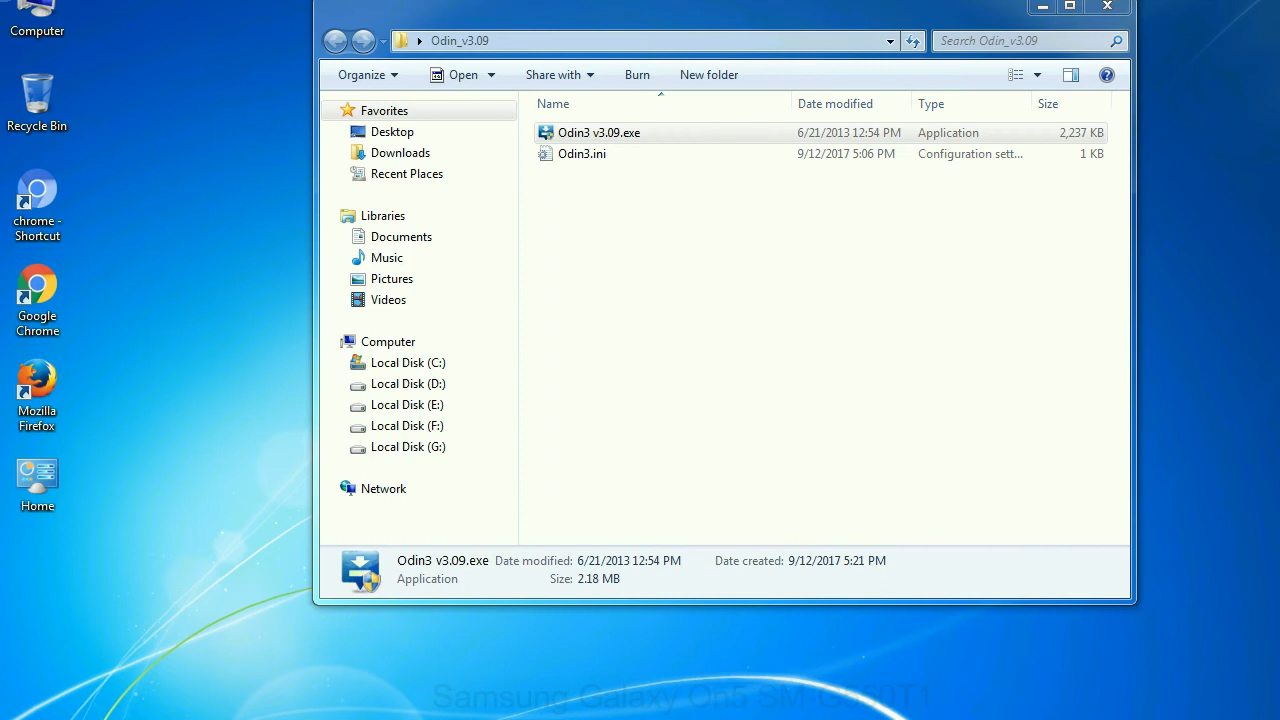 Computer
Recycle Bin
chrome -
Shortcut
Google
Chrome
Mozilla
Firefox
Home
Odin_v3.09
Search Odin_v3.09
Organize
Open
Share with
Burn
New folder
Favorites
Desktop
Downloads
Recent Places
Libraries
Documents
Music
Pictures
Videos
Computer
Local Disk (C:)
Local Disk (D:)
Local Disk (E:)
Local Disk (F:)
Local Disk (G:)
Network
Name Date modified Type Size
Odin3 v3.09.exe 6/21/2013 12:54 PM Application 2,237 KB
Odin3.ini 9/12/2017 5:06 PM Configuration sett... 1 KB
Odin3 v3.09.exe Date modified: 6/21/2013 12:54 PM Date created: 9/12/2017 5:21 PM
Application Size: 2.18 MB
Samsung Galaxy On5 SM-G550T1